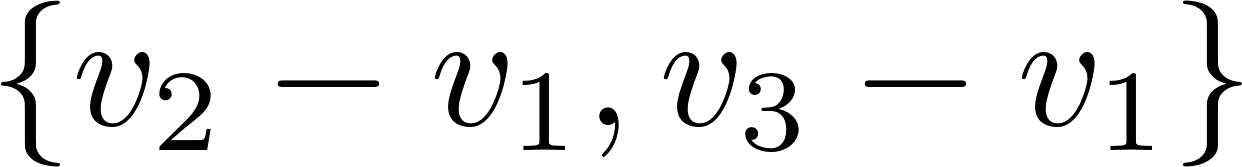 {v₂ − v₁, v₃ − v₁}